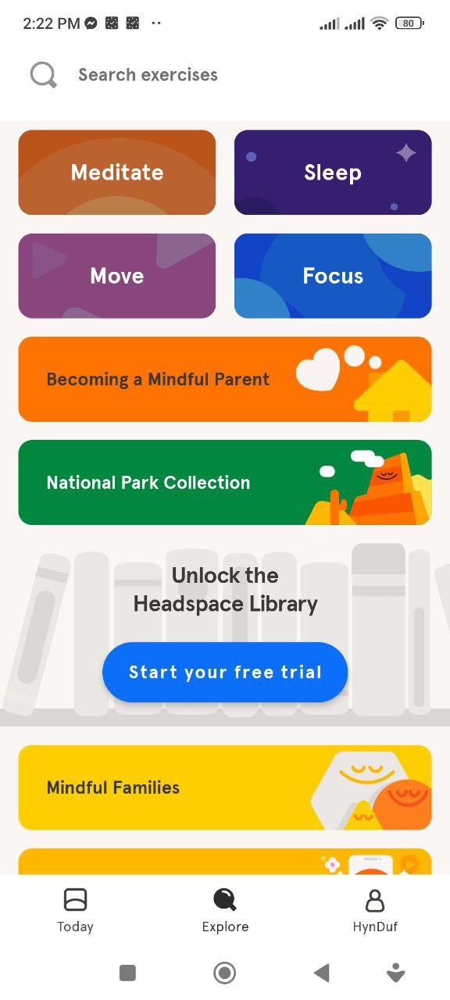 2:22 PM
80
Search exercises
Meditate
Sleep
Move
Focus
Becoming a Mindful Parent
National Park Collection
Unlock the
Headspace Library
Start your free trial
Mindful Families
Today
Explore
HynDuf